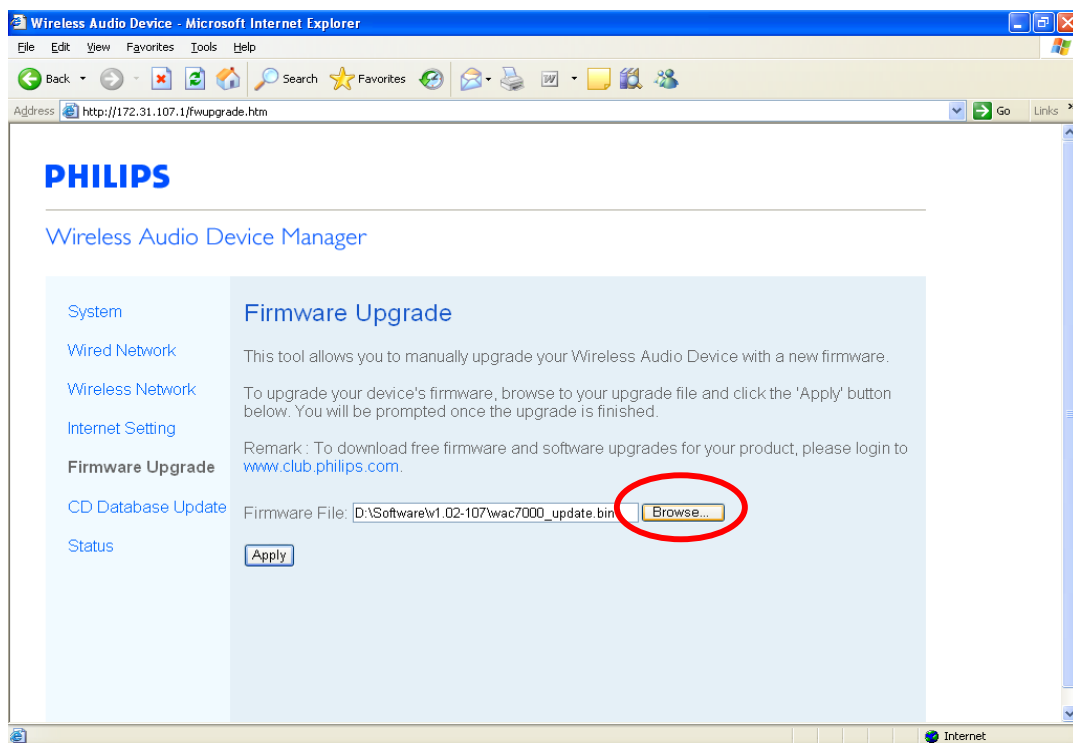 Wireless Audio Device - Microsoft Internet Explorer
File Edit View Favorites Tools Help
Back Search Favorites
Address http://172.31.107.1/fwupgrade.htm Go Links
PHILIPS
Wireless Audio Device Manager
System
Wired Network
Wireless Network
Internet Setting
Firmware Upgrade
CD Database Update
Status
Firmware Upgrade
This tool allows you to manually upgrade your Wireless Audio Device with a new firmware.
To upgrade your device's firmware, browse to your upgrade file and click the 'Apply' button
below. You will be prompted once the upgrade is finished.
Remark : To download free firmware and software upgrades for your product, please login to
www.club.philips.com.
Firmware File: D:\Software\v1.02-107\wac7000_update.bin Browse...
Apply
Internet